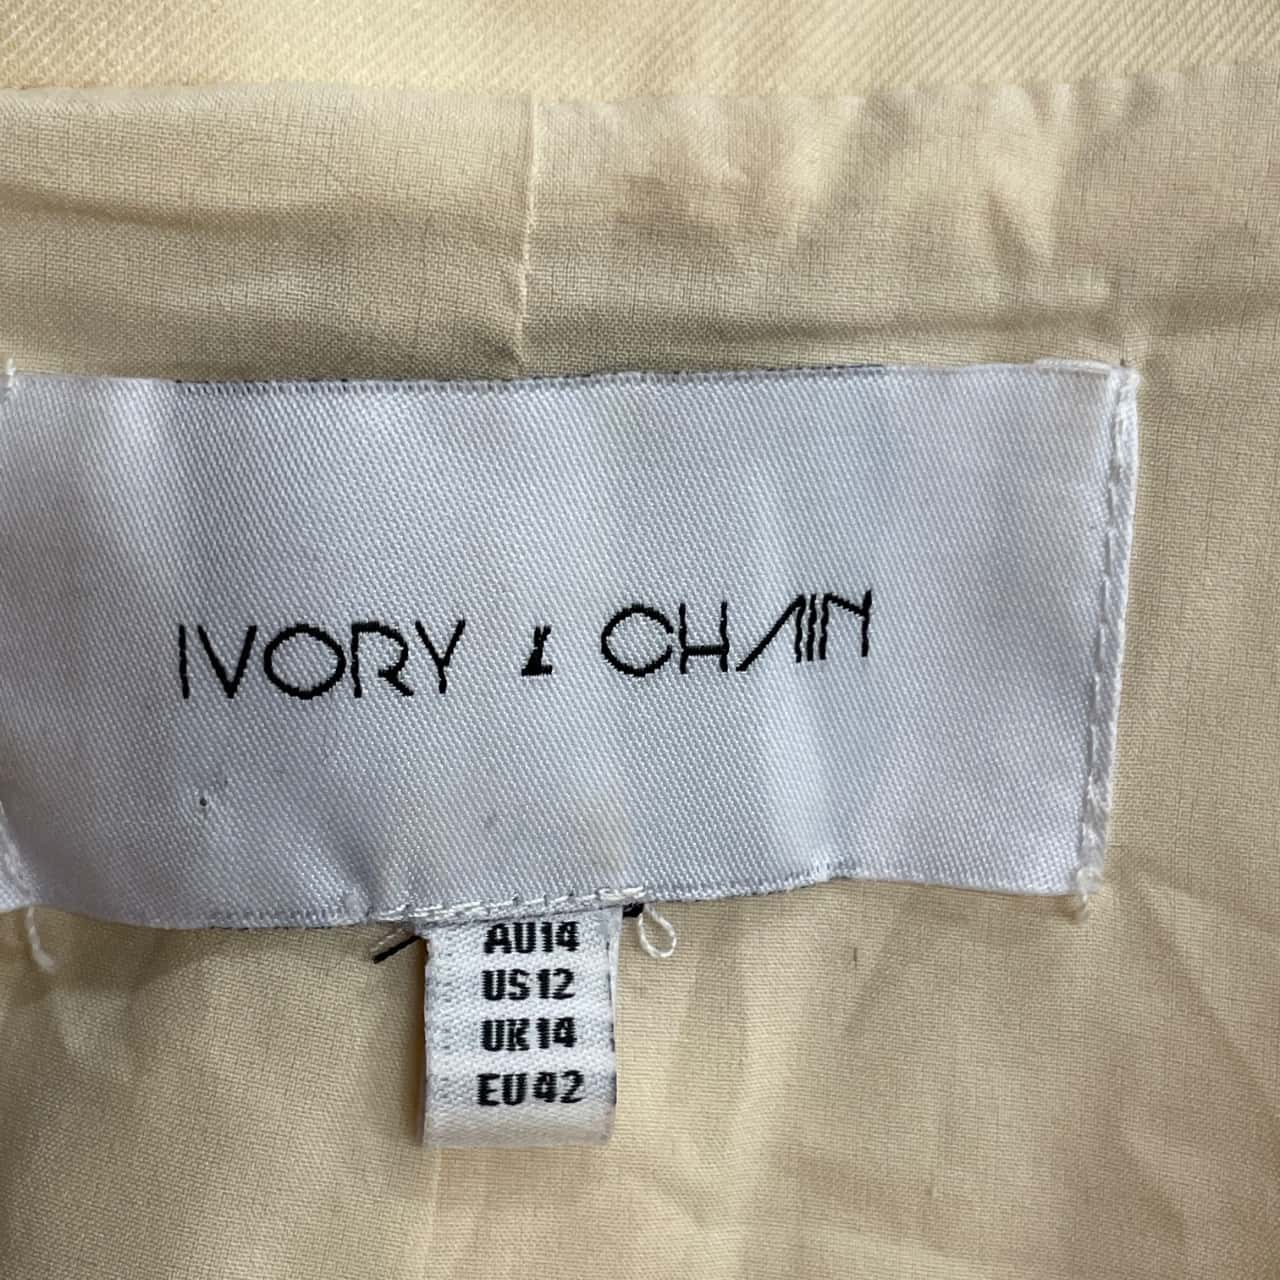 IVORY & CHAIN
AU14
US12
UK14
EU42